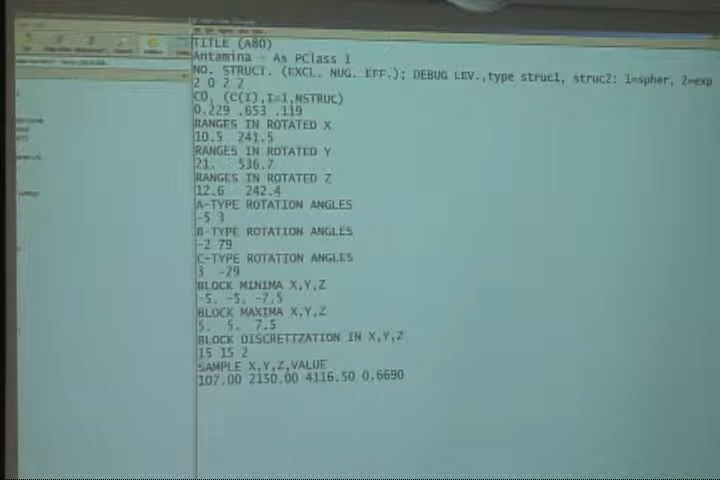 TITLE (A80)
Antamina - As PClass 1
NO. STRUCT. (EXCL. NUG. EFF.); DEBUG LEV.,type struc1, struc2: 1=spher, 2=exp
2 0 2 2
CO, (C(I),I=1,NSTRUC)
0.229 .653 .119
RANGES IN ROTATED X
10.5 241.5
RANGES IN ROTATED Y
21. 536.7
RANGES IN ROTATED Z
12.6 242.4
A-TYPE ROTATION ANGLES
-5 3
B-TYPE ROTATION ANGLES
-2 79
C-TYPE ROTATION ANGLES
3 -29
BLOCK MINIMA X,Y,Z
-5. -5. -7.5
BLOCK MAXIMA X,Y,Z
5. 5. 7.5
BLOCK DISCRETIZATION IN X,Y,Z
15 15 2
SAMPLE X,Y,Z,VALUE
107.00 2150.00 4116.50 0.6690